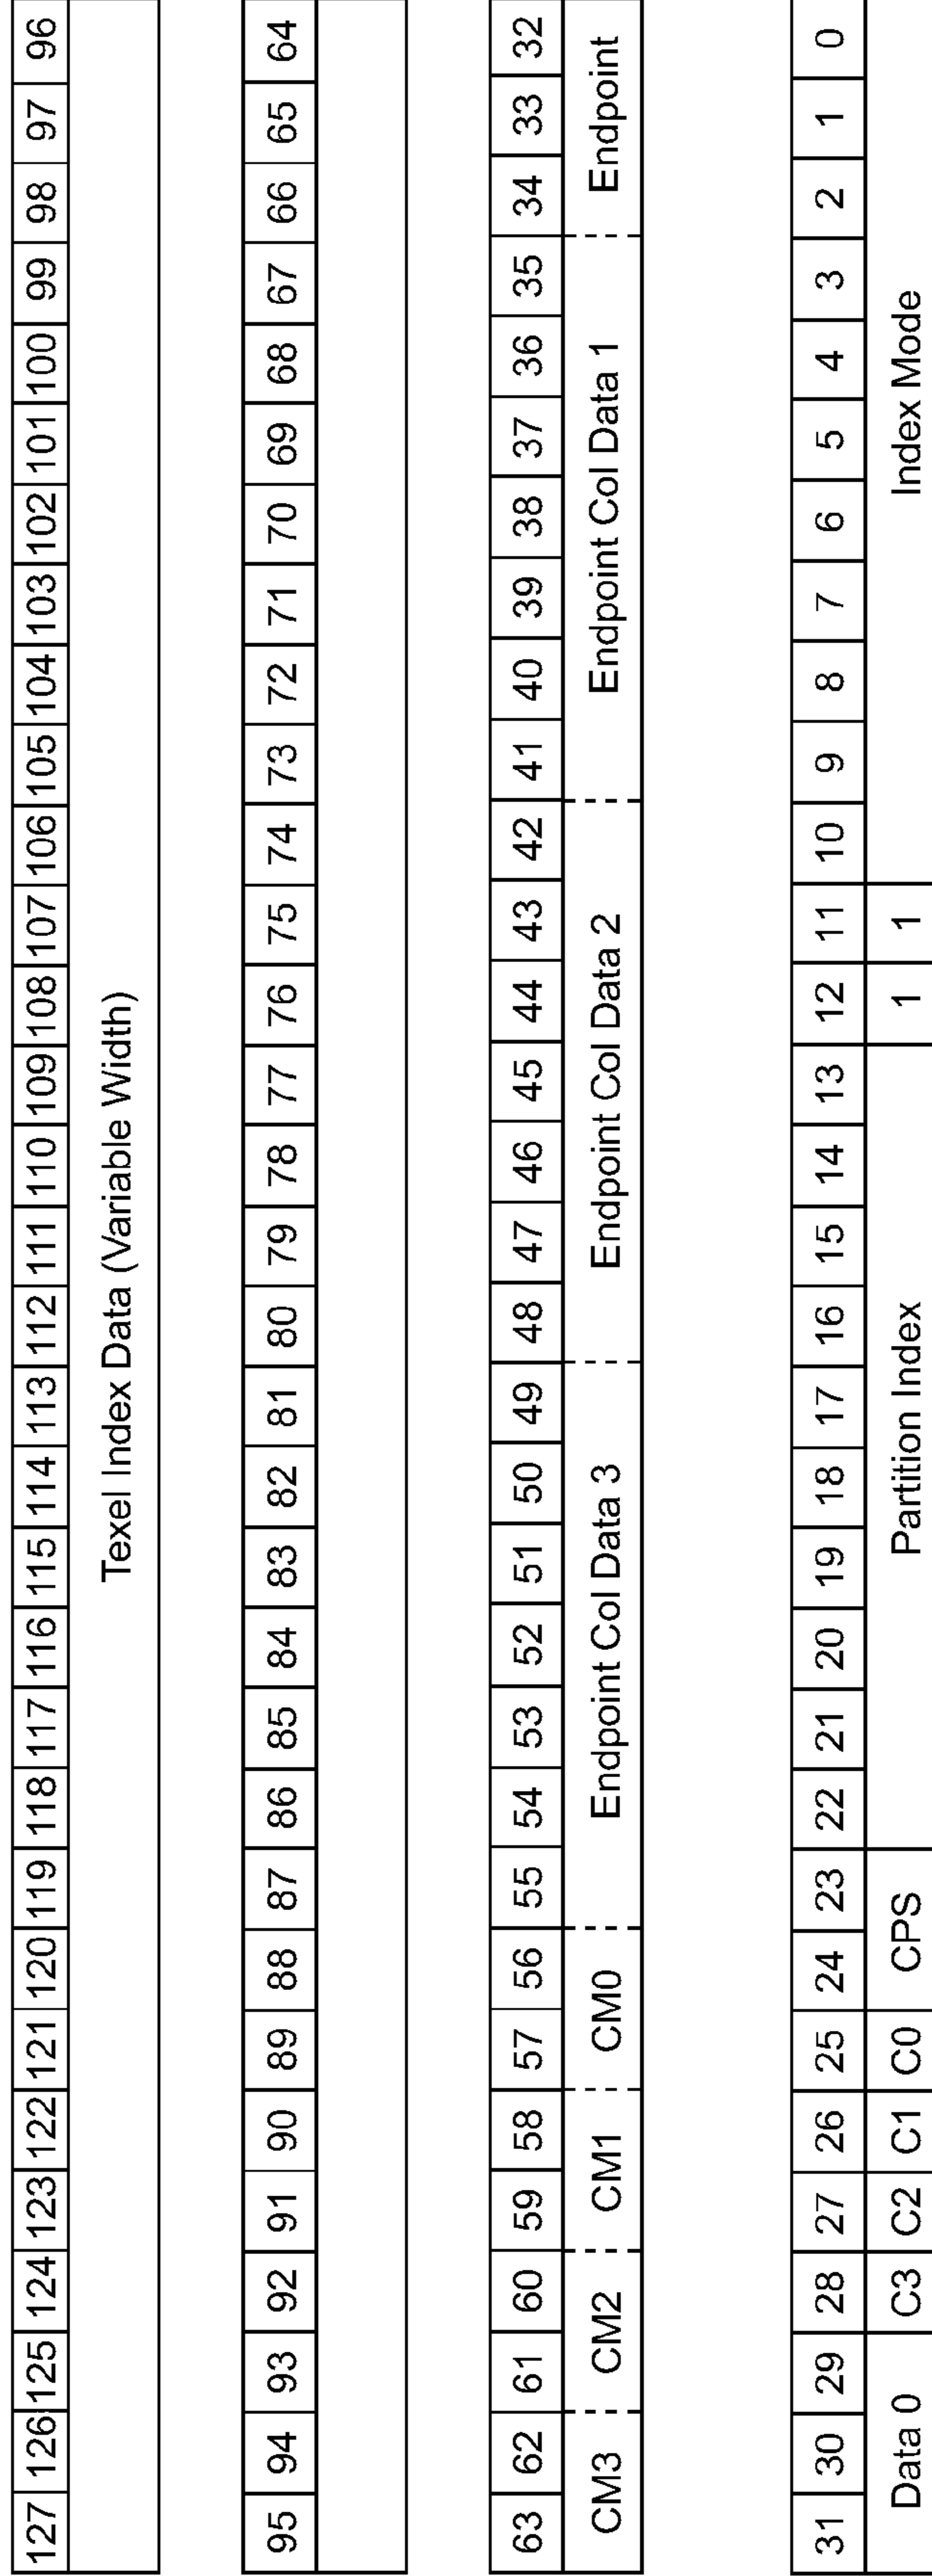 127 126 125 124 123 122 121 120 119 118 117 116 115 114 113 112 111 110 109 108 107 106 105 104 103 102 101 100 99 98 97 96
Texel Index Data (Variable Width)
95 94 93 92 91 90 89 88 87 86 85 84 83 82 81 80 79 78 77 76 75 74 73 72 71 70 69 68 67 66 65 64
63 62 61 60 59 58 57 56 55 54 53 52 51 50 49 48 47 46 45 44 43 42 41 40 39 38 37 36 35 34 33 32
CM3 CM2 CM1 CM0 Endpoint Col Data 3 Endpoint Col Data 2 Endpoint Col Data 1 Endpoint
31 30 29 28 27 26 25 24 23 22 21 20 19 18 17 16 15 14 13 12 11 10 9 8 7 6 5 4 3 2 1 0
Data 0 C3 C2 C1 C0 CPS Partition Index 1 1 Index Mode